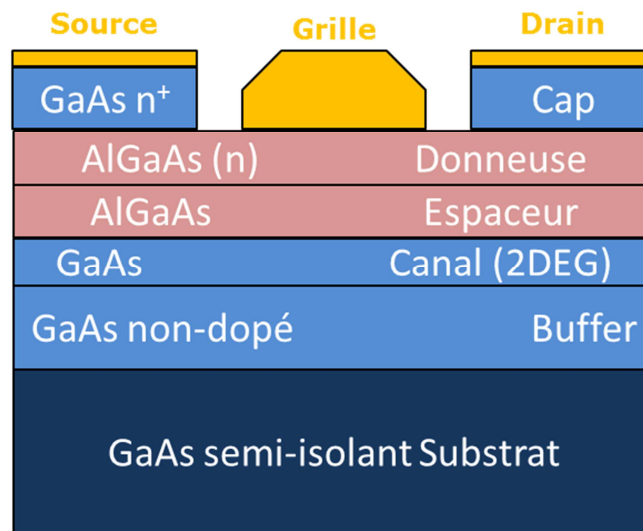 Source Grille Drain
GaAs n+ Cap
AlGaAs (n) Donneuse
AlGaAs Espaceur
GaAs Canal (2DEG)
GaAs non-dopé Buffer
GaAs semi-isolant Substrat